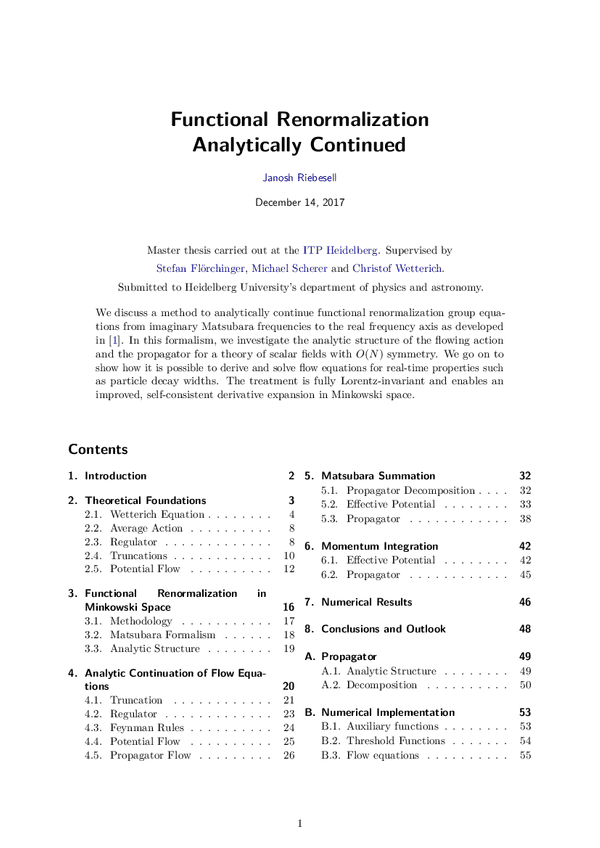 Functional Renormalization
Analytically Continued
Janosh Riebesell
December 14, 2017
Master thesis carried out at the ITP Heidelberg. Supervised by
Stefan Flörchinger, Michael Scherer and Christof Wetterich.
Submitted to Heidelberg University's department of physics and astronomy.
We discuss a method to analytically continue functional renormalization group equa-
tions from imaginary Matsubara frequencies to the real frequency axis as developed
in [1]. In this formalism, we investigate the analytic structure of the flowing action
and the propagator for a theory of scalar fields with O(N) symmetry. We go on to
show how it is possible to derive and solve flow equations for real-time properties such
as particle decay widths. The treatment is fully Lorentz-invariant and enables an
improved, self-consistent derivative expansion in Minkowski space.
Contents
1. Introduction 2
2. Theoretical Foundations 3
2.1. Wetterich Equation . . . . . . . . 4
2.2. Average Action . . . . . . . . . . 8
2.3. Regulator . . . . . . . . . . . . . 8
2.4. Truncations . . . . . . . . . . . . 10
2.5. Potential Flow . . . . . . . . . . 12
3. Functional Renormalization in
Minkowski Space 16
3.1. Methodology . . . . . . . . . . . 17
3.2. Matsubara Formalism . . . . . . 18
3.3. Analytic Structure . . . . . . . . 19
4. Analytic Continuation of Flow Equa-
tions 20
4.1. Truncation . . . . . . . . . . . . 21
4.2. Regulator . . . . . . . . . . . . . 23
4.3. Feynman Rules . . . . . . . . . . 24
4.4. Potential Flow . . . . . . . . . . 25
4.5. Propagator Flow . . . . . . . . . 26
5. Matsubara Summation 32
5.1. Propagator Decomposition . . . . 32
5.2. Effective Potential . . . . . . . . 33
5.3. Propagator . . . . . . . . . . . . 38
6. Momentum Integration 42
6.1. Effective Potential . . . . . . . . 42
6.2. Propagator . . . . . . . . . . . . 45
7. Numerical Results 46
8. Conclusions and Outlook 48
A. Propagator 49
A.1. Analytic Structure . . . . . . . . 49
A.2. Decomposition . . . . . . . . . . 50
B. Numerical Implementation 53
B.1. Auxiliary functions . . . . . . . . 53
B.2. Threshold Functions . . . . . . . 54
B.3. Flow equations . . . . . . . . . . 55
1